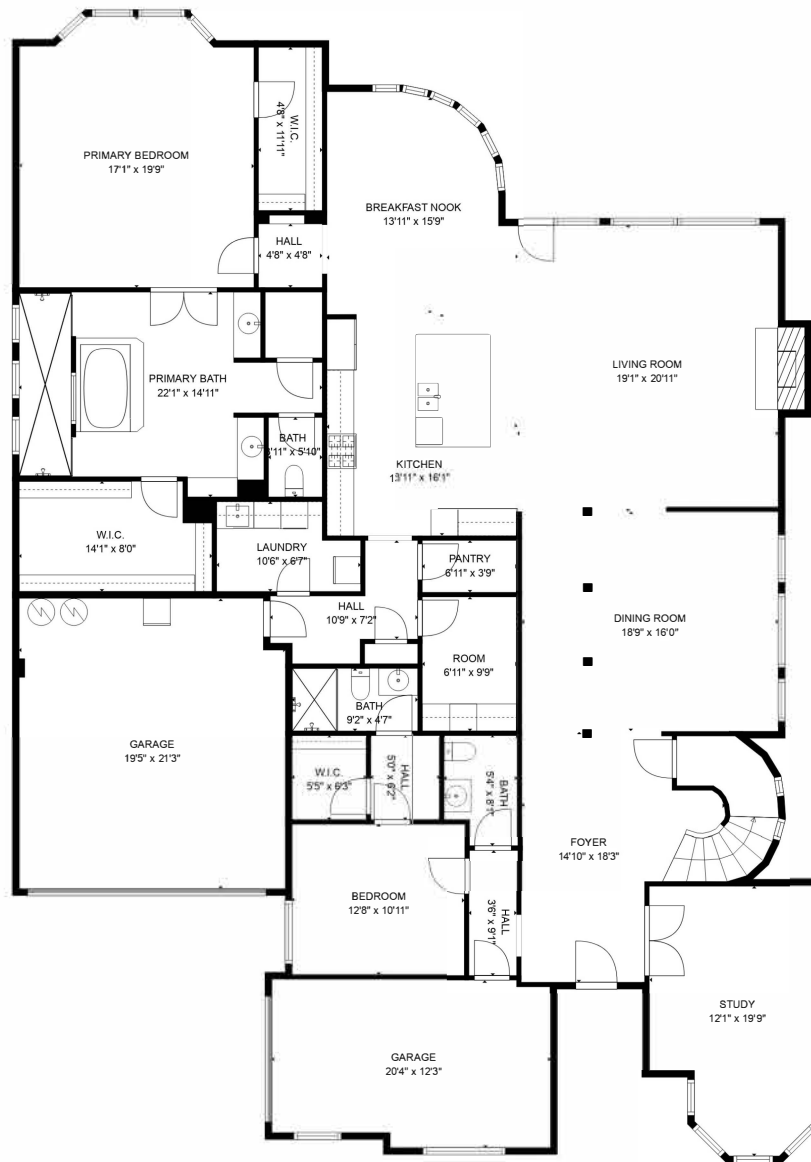 PRIMARY BEDROOM
17'1" x 19'9"
W.I.C.
4'8" x 11'11"
BREAKFAST NOOK
13'11" x 15'9"
HALL
4'8" x 4'8"
LIVING ROOM
19'1" x 20'11"
PRIMARY BATH
22'1" x 14'11"
BATH
KITCHEN
13'11" x 16'1"
W.I.C.
14'1" x 8'0"
LAUNDRY
10'6" x 6'7"
PANTRY
6'11" x 3'9"
HALL
10'9" x 7'2"
DINING ROOM
18'9" x 16'0"
ROOM
6'11" x 9'9"
BATH
9'2" x 4'7"
GARAGE
19'5" x 21'3"
W.I.C.
5'5" x 6'3"
HALL
5'0" x 6'2"
BATH
5'4" x 8'1"
FOYER
14'10" x 18'3"
BEDROOM
12'8" x 10'11"
HALL
3'6" x 9'1"
STUDY
12'1" x 19'9"
GARAGE
20'4" x 12'3"